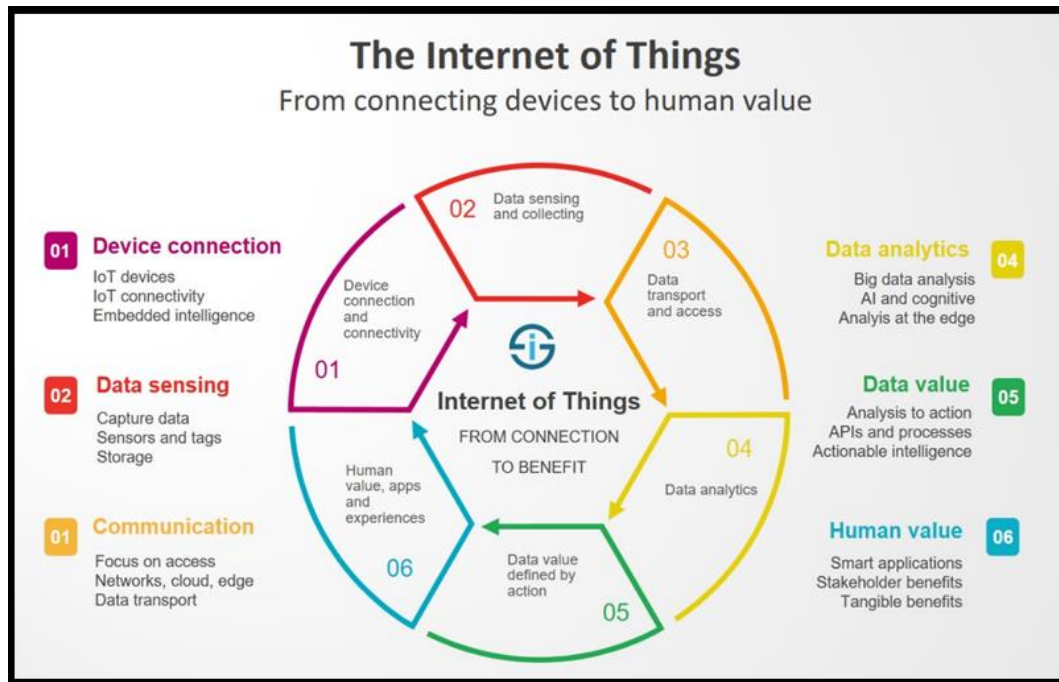 The Internet of Things
From connecting devices to human value
01
Device connection
IoT devices
IoT connectivity
Embedded intelligence
02
Data sensing
Capture data
Sensors and tags
Storage
01
Communication
Focus on access
Networks, cloud, edge
Data transport
Device
connection
and
connectivity
01
02
Data sensing
and collecting
03
Data
transport
and access
04
Data analytics
Data value
defined by
action
05
Human
value, apps
and
experiences
06
Internet of Things
FROM CONNECTION
TO BENEFIT
Data analytics
04
Big data analysis
AI and cognitive
Analyis at the edge
Data value
05
Analysis to action
APIs and processes
Actionable intelligence
Human value
06
Smart applications
Stakeholder benefits
Tangible benefits